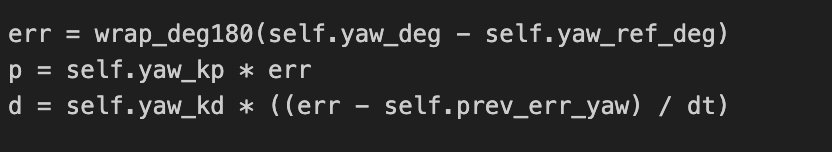 err = wrap_deg180(self.yaw_deg - self.yaw_ref_deg)
p = self.yaw_kp * err
d = self.yaw_kd * ((err - self.prev_err_yaw) / dt)